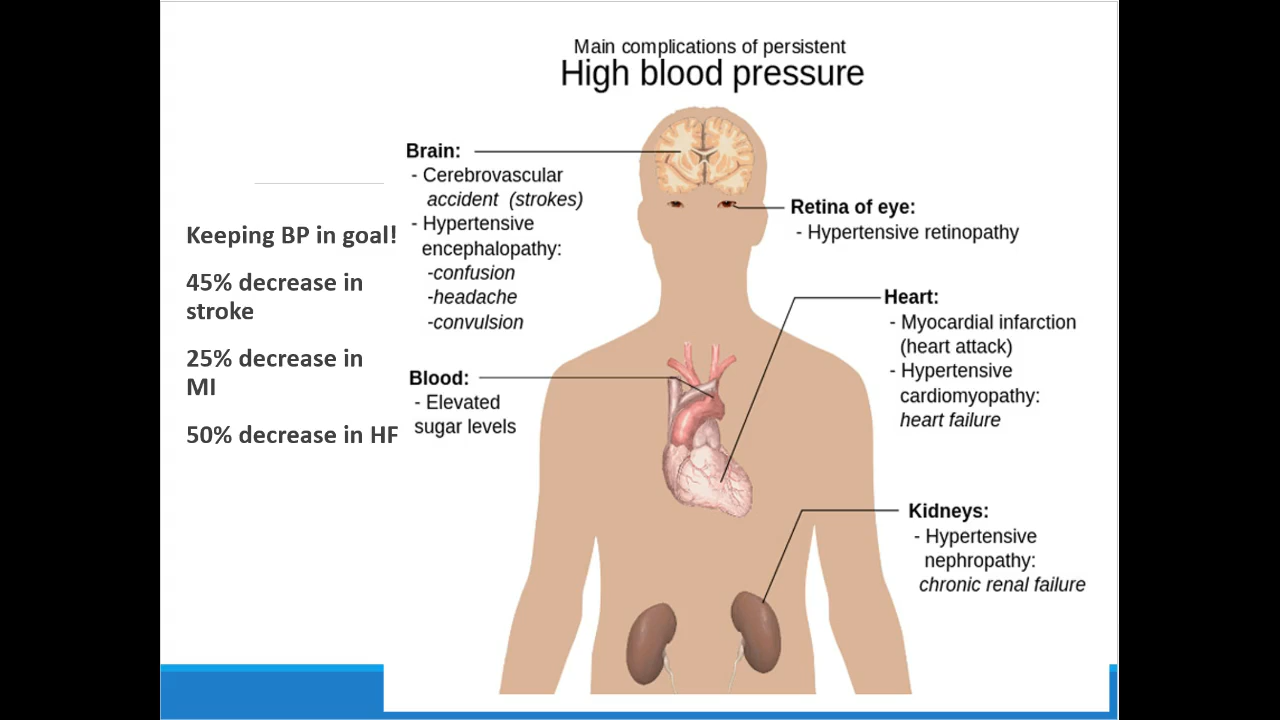 Main complications of persistent
High blood pressure
Keeping BP in goal!
45% decrease in
stroke
25% decrease in
MI
50% decrease in HF
Brain:
- Cerebrovascular
accident (strokes)
- Hypertensive
encephalopathy:
-confusion
-headache
-convulsion
Blood:
- Elevated
sugar levels
Retina of eye:
- Hypertensive retinopathy
Heart:
- Myocardial infarction
(heart attack)
- Hypertensive
cardiomyopathy:
heart failure
Kidneys:
- Hypertensive
nephropathy:
chronic renal failure